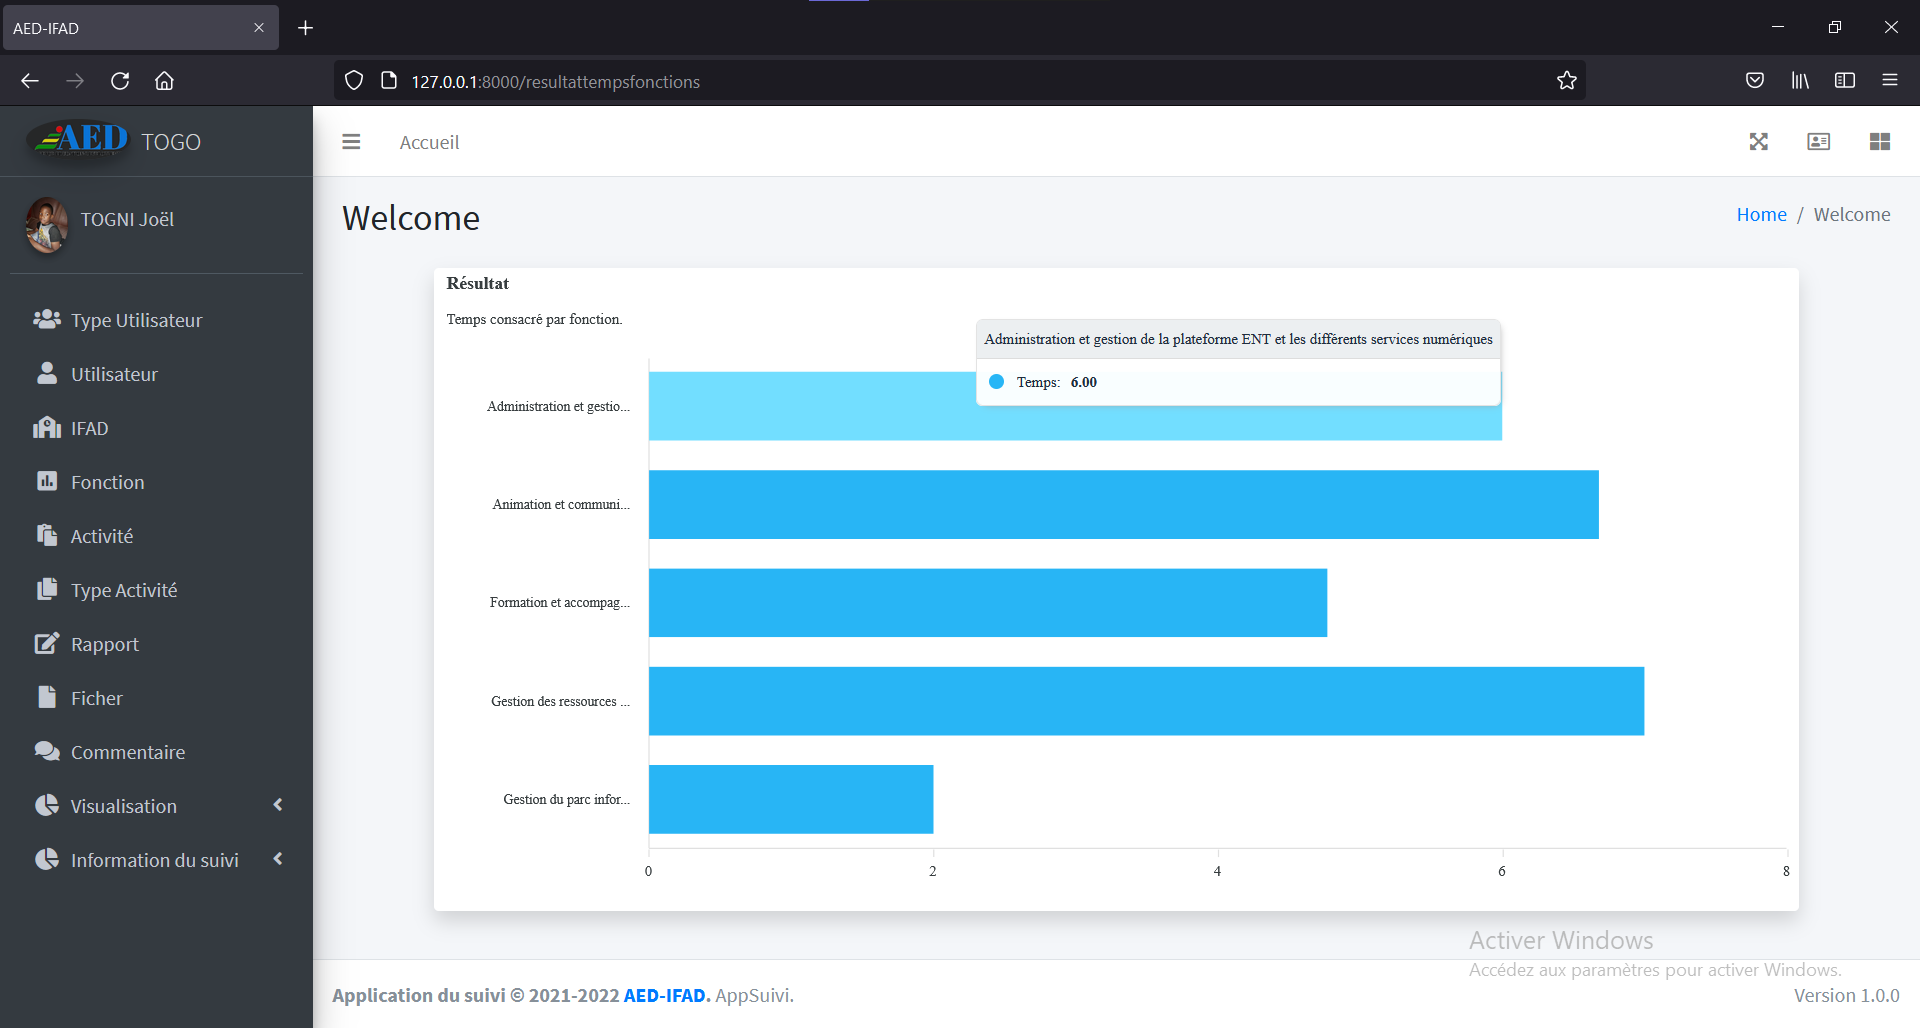 AED-IFAD
127.0.0.1:8000/resultattempsfonctions
AED TOGO
Accueil
TOGNI Joël
Welcome
Home / Welcome
Type Utilisateur
Utilisateur
IFAD
Fonction
Activité
Type Activité
Rapport
Ficher
Commentaire
Visualisation
Information du suivi
Résultat
Temps consacré par fonction.
Administration et gestion de la plateforme ENT et les différents services numériques
Temps: 6.00
Administration et gestio...
Animation et communi...
Formation et accompag...
Gestion des ressources ...
Gestion du parc infor...
0 2 4 6 8
Activer Windows
Accédez aux paramètres pour activer Windows.
Application du suivi © 2021-2022 AED-IFAD. AppSuivi.
Version 1.0.0